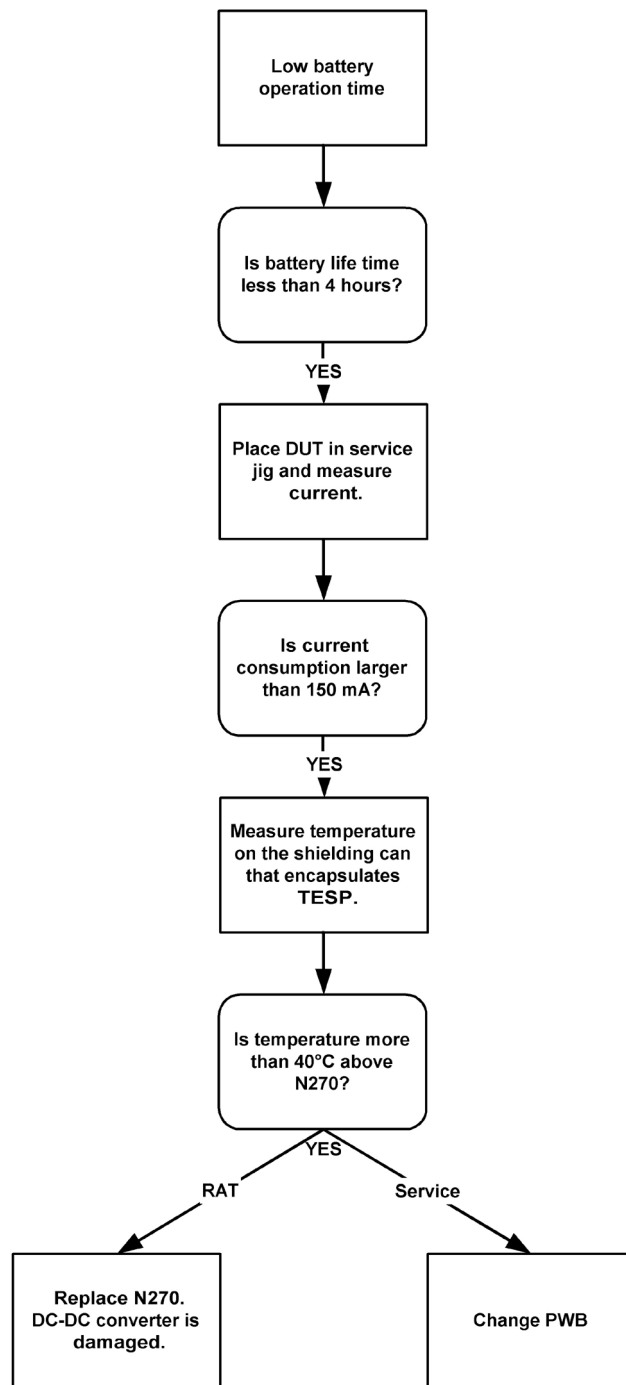 Low battery
operation time
Is battery life time
less than 4 hours?
YES
Place DUT in service
jig and measure
current.
Is current
consumption larger
than 150 mA?
YES
Measure temperature
on the shielding can
that encapsulates
TESP.
Is temperature more
than 40°C above
N270?
YES
RAT
Service
Replace N270.
DC-DC converter is
damaged.
Change PWB